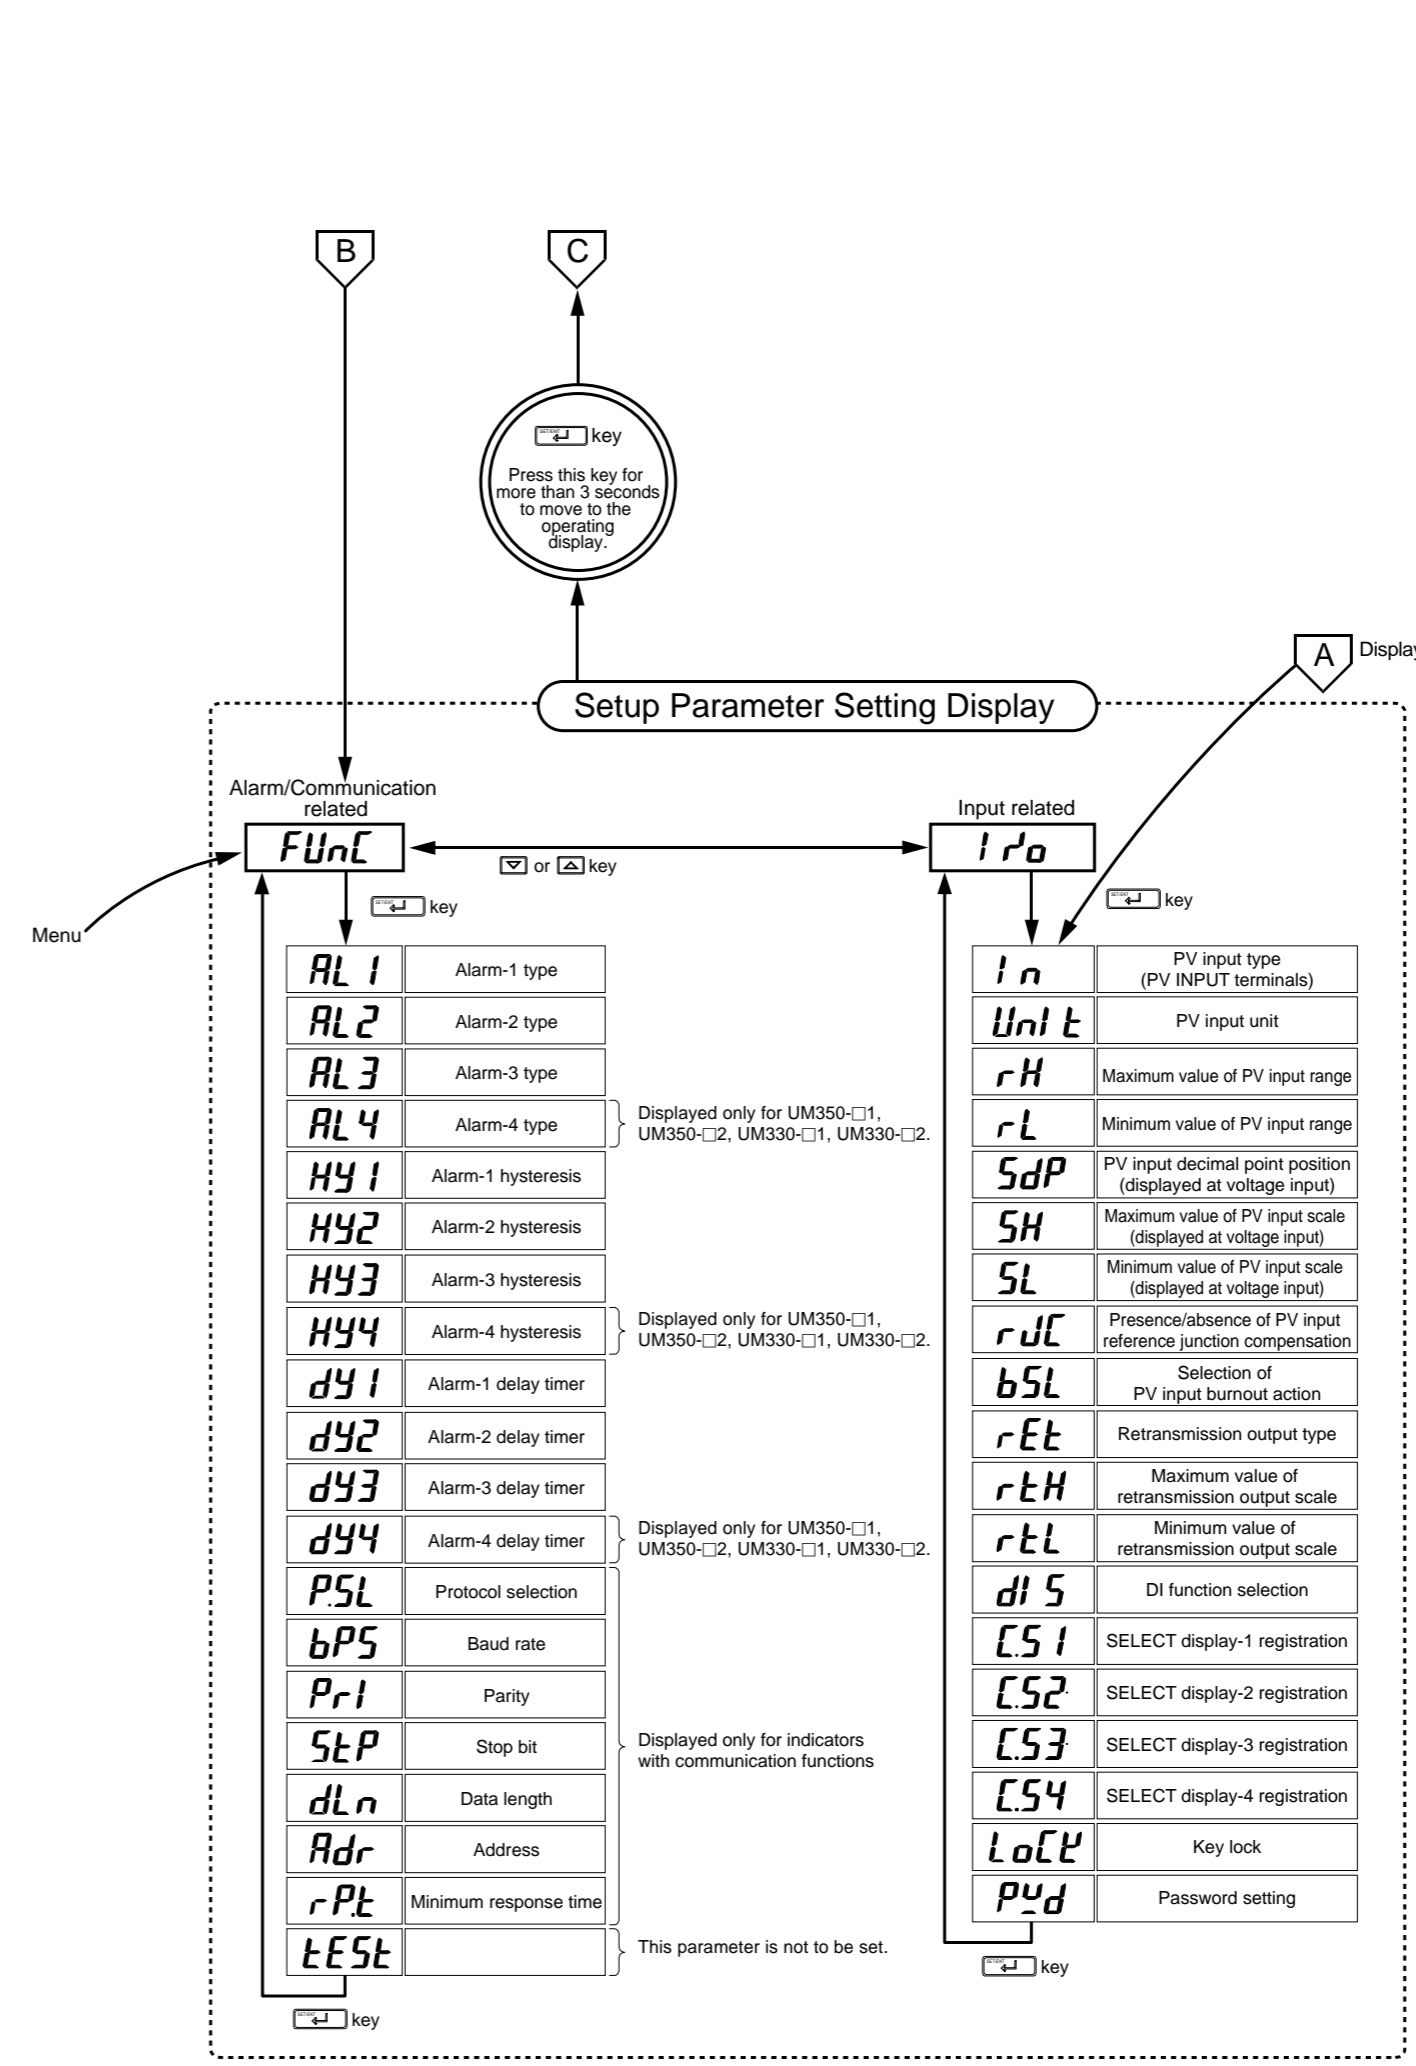 B
C
SET/ENT key
Press this key for
more than 3 seconds
to move to the
operating
display.
A Display
Setup Parameter Setting Display
Alarm/Communication
related
FUnC
or key
Input related
I/o
Menu
SET/ENT key
SET/ENT key
AL1 Alarm-1 type
AL2 Alarm-2 type
AL3 Alarm-3 type
AL4 Alarm-4 type
Displayed only for UM350-□1,
UM350-□2, UM330-□1, UM330-□2.
HY1 Alarm-1 hysteresis
HY2 Alarm-2 hysteresis
HY3 Alarm-3 hysteresis
HY4 Alarm-4 hysteresis
Displayed only for UM350-□1,
UM350-□2, UM330-□1, UM330-□2.
dY1 Alarm-1 delay timer
dY2 Alarm-2 delay timer
dY3 Alarm-3 delay timer
dY4 Alarm-4 delay timer
Displayed only for UM350-□1,
UM350-□2, UM330-□1, UM330-□2.
P.SL Protocol selection
bPS Baud rate
PrI Parity
StP Stop bit
dLn Data length
Adr Address
rP.t Minimum response time
Displayed only for indicators
with communication functions
tESt
This parameter is not to be set.
SET/ENT key
In PV input type
(PV INPUT terminals)
UnIt PV input unit
rH Maximum value of PV input range
rL Minimum value of PV input range
SdP PV input decimal point position
(displayed at voltage input)
SH Maximum value of PV input scale
(displayed at voltage input)
SL Minimum value of PV input scale
(displayed at voltage input)
rJC Presence/absence of PV input
reference junction compensation
bSL Selection of
PV input burnout action
rEt Retransmission output type
rtH Maximum value of
retransmission output scale
rtL Minimum value of
retransmission output scale
dIS DI function selection
C.S1 SELECT display-1 registration
C.S2 SELECT display-2 registration
C.S3 SELECT display-3 registration
C.S4 SELECT display-4 registration
LoCK Key lock
PWd Password setting
SET/ENT key